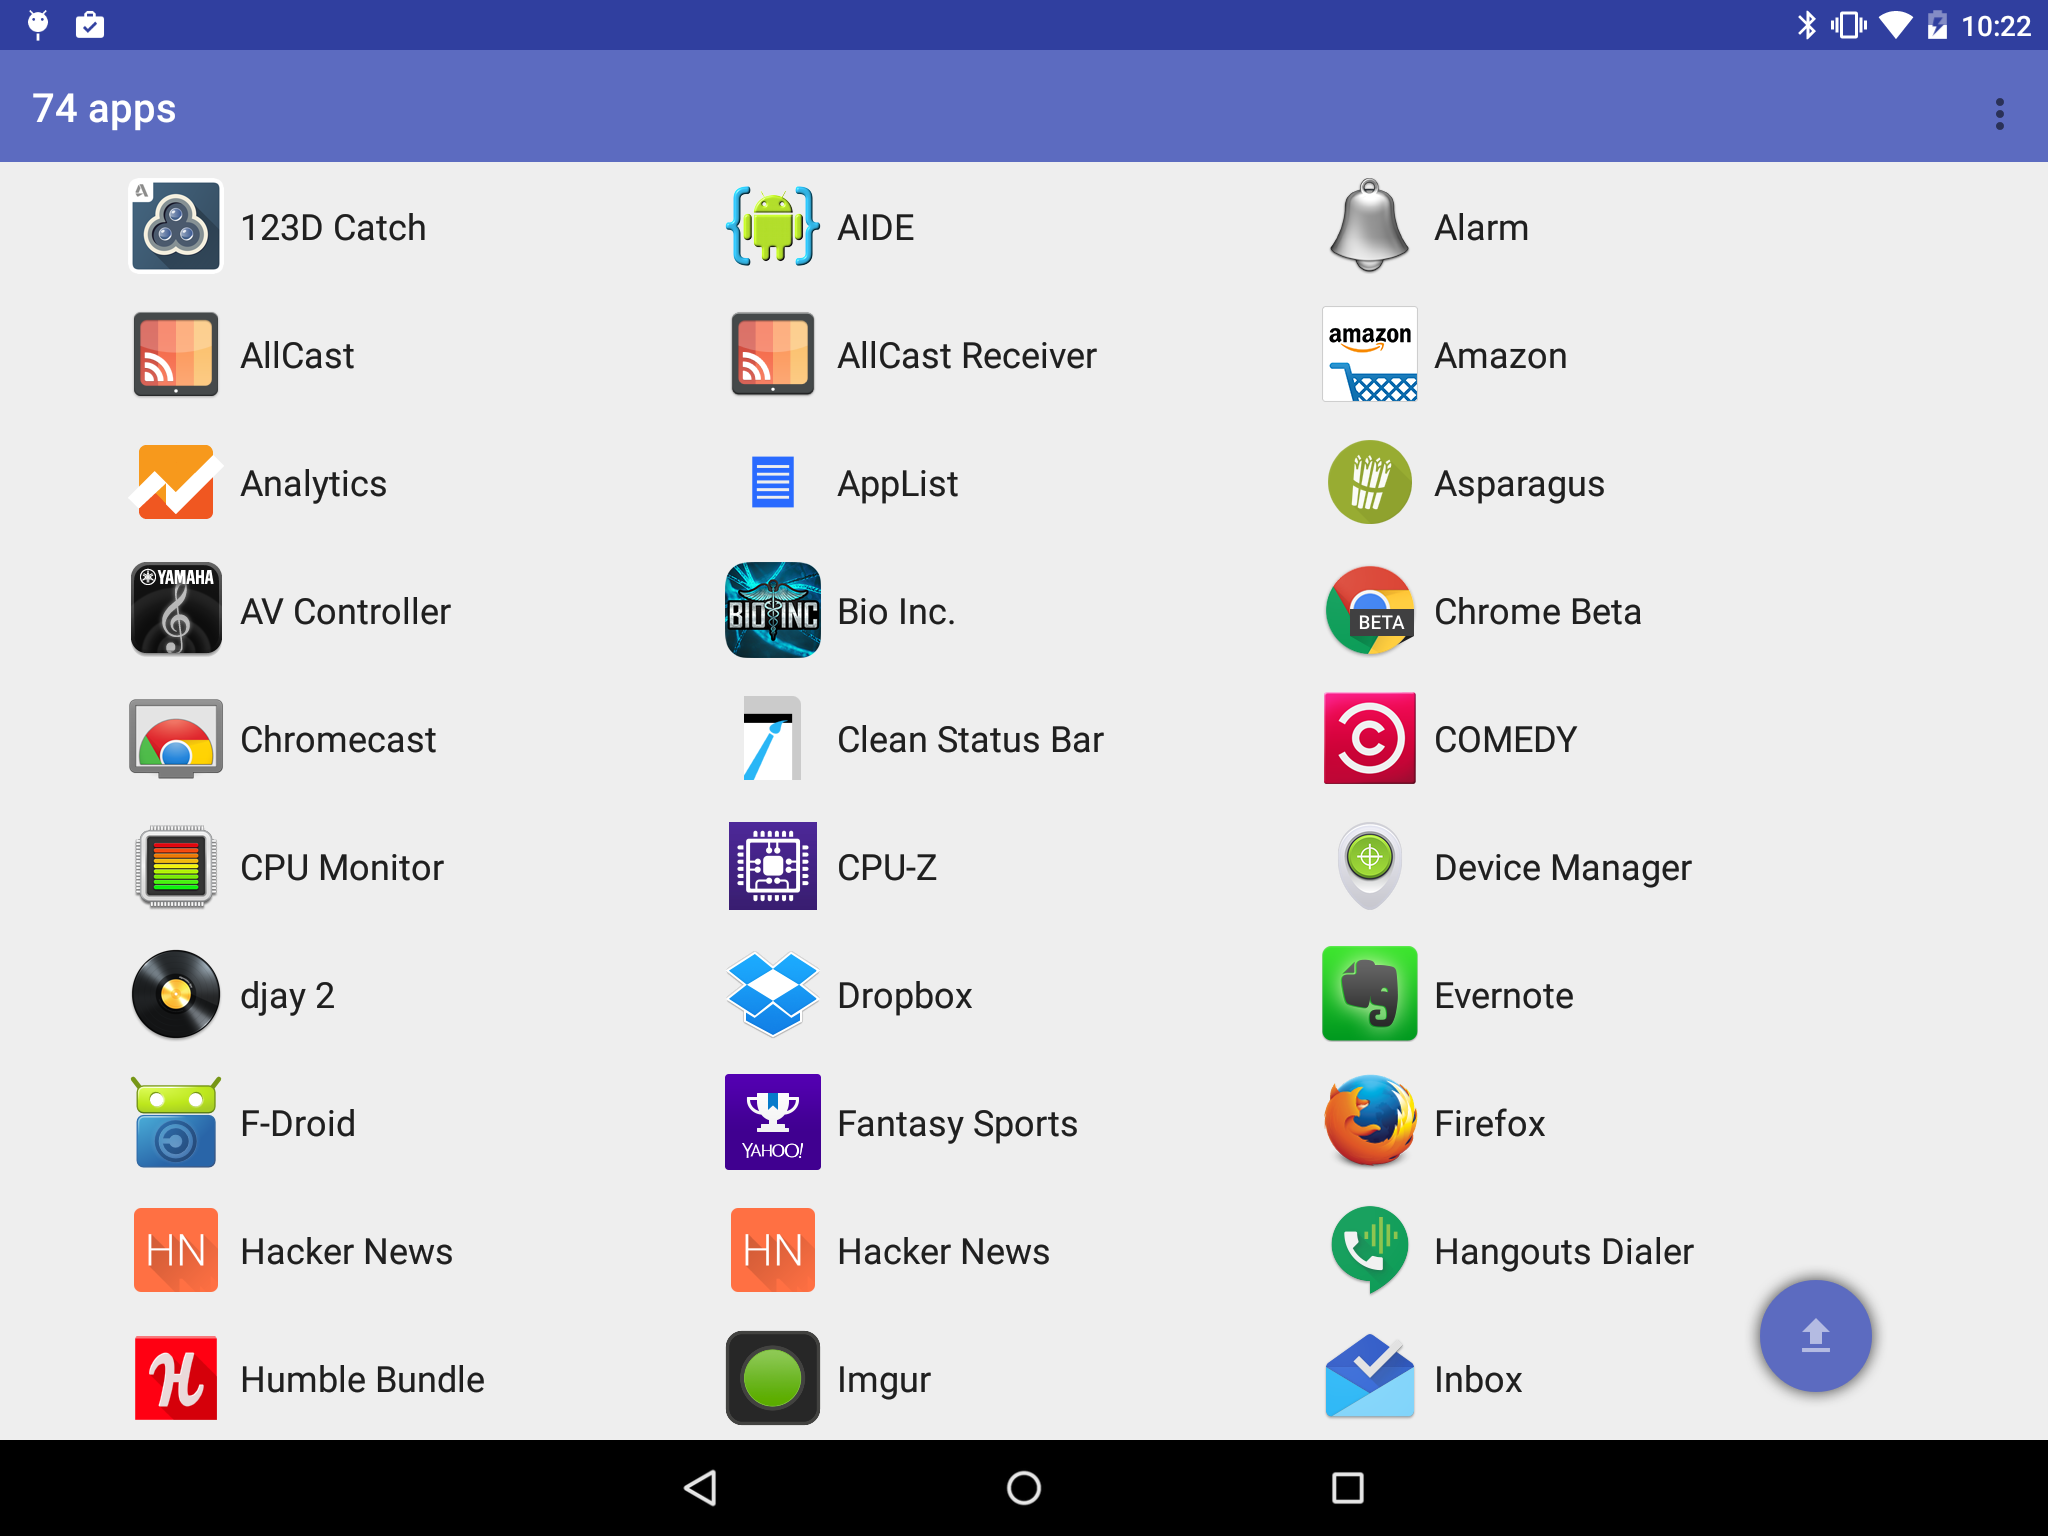 10:22
74 apps
123D Catch
AIDE
Alarm
AllCast
AllCast Receiver
amazon
Amazon
Analytics
AppList
Asparagus
YAMAHA
AV Controller
BIO INC
Bio Inc.
BETA
Chrome Beta
Chromecast
Clean Status Bar
C
COMEDY
CPU Monitor
CPU-Z
Device Manager
djay 2
Dropbox
Evernote
F-Droid
YAHOO!
Fantasy Sports
Firefox
HN
Hacker News
HN
Hacker News
Hangouts Dialer
H
Humble Bundle
Imgur
Inbox